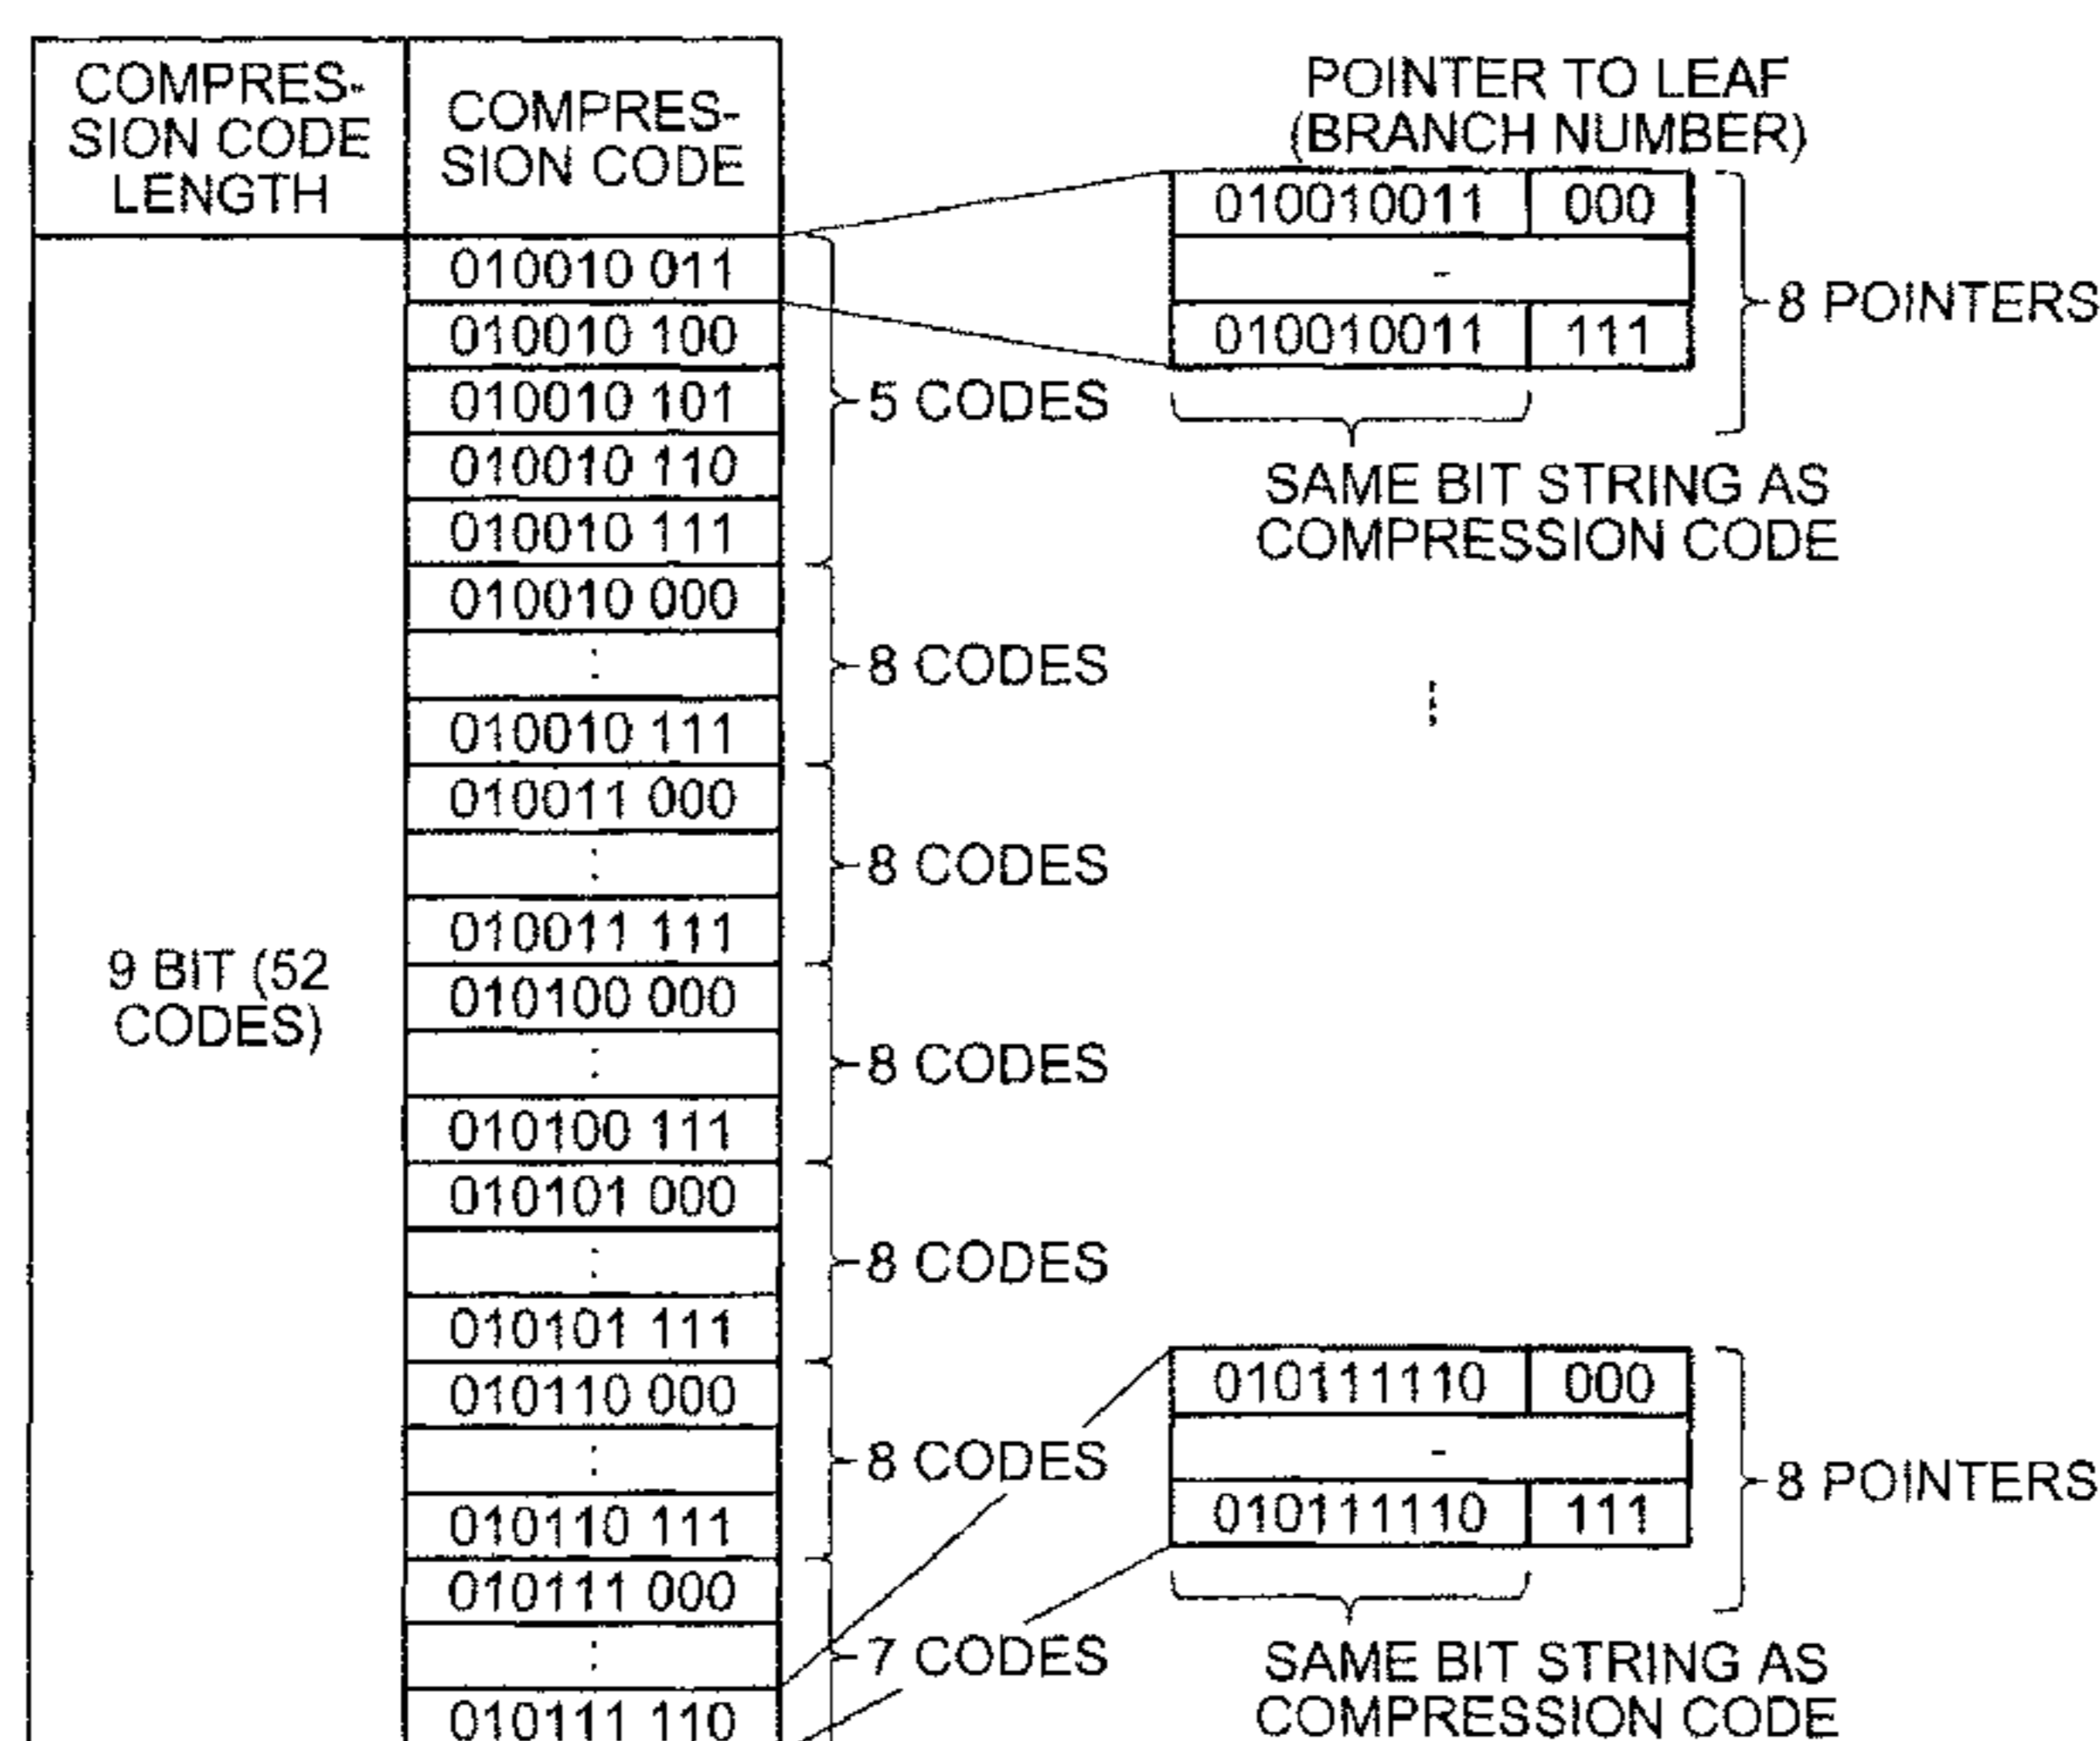 COMPRES-
SION CODE
LENGTH
COMPRES-
SION CODE
POINTER TO LEAF
(BRANCH NUMBER)
010010011 000
-
010010011 111
8 POINTERS
SAME BIT STRING AS
COMPRESSION CODE
9 BIT (52
CODES)
010010 011
010010 100
010010 101
010010 110
010010 111
5 CODES
010010 000
:
010010 111
8 CODES
010011 000
:
010011 111
8 CODES
010100 000
:
010100 111
8 CODES
010101 000
:
010101 111
8 CODES
010110 000
:
010110 111
8 CODES
010111 000
:
010111 110
7 CODES
010111110 000
-
010111110 111
8 POINTERS
SAME BIT STRING AS
COMPRESSION CODE